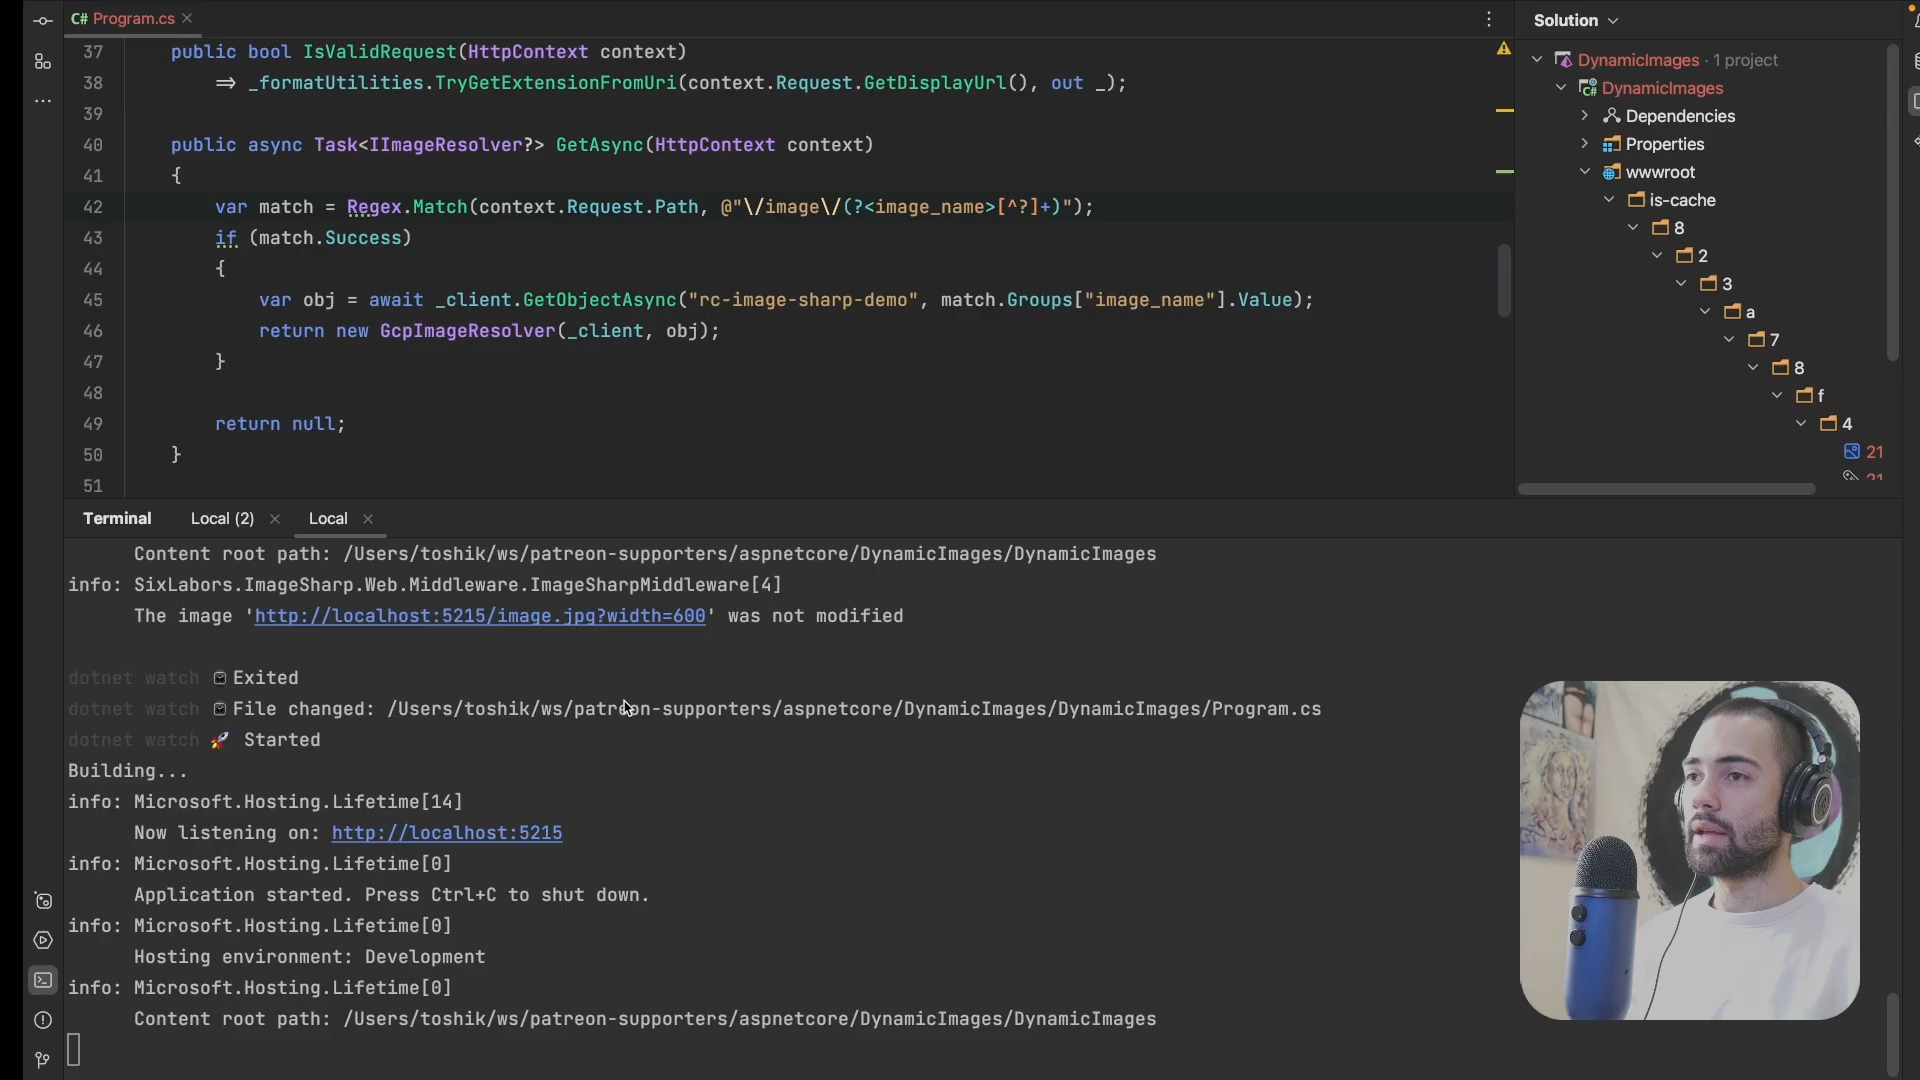 C# Program.cs
37 public bool IsValidRequest(HttpContext context)
38 => _formatUtilities.TryGetExtensionFromUri(context.Request.GetDisplayUrl(), out _);
39
40 public async Task<IImageResolver?> GetAsync(HttpContext context)
41 {
42 var match = Regex.Match(context.Request.Path, @"\/image\/(?<image_name>[^?]+)");
43 if (match.Success)
44 {
45 var obj = await _client.GetObjectAsync("rc-image-sharp-demo", match.Groups["image_name"].Value);
46 return new GcpImageResolver(_client, obj);
47 }
48
49 return null;
50 }
51
Solution
DynamicImages · 1 project
DynamicImages
Dependencies
Properties
wwwroot
is-cache
8
2
3
a
7
8
f
4
21
21
Terminal Local (2) Local
Content root path: /Users/toshik/ws/patreon-supporters/aspnetcore/DynamicImages/DynamicImages
info: SixLabors.ImageSharp.Web.Middleware.ImageSharpMiddleware[4]
The image 'http://localhost:5215/image.jpg?width=600' was not modified
dotnet watch Exited
dotnet watch File changed: /Users/toshik/ws/patreon-supporters/aspnetcore/DynamicImages/DynamicImages/Program.cs
dotnet watch 🚀 Started
Building...
info: Microsoft.Hosting.Lifetime[14]
Now listening on: http://localhost:5215
info: Microsoft.Hosting.Lifetime[0]
Application started. Press Ctrl+C to shut down.
info: Microsoft.Hosting.Lifetime[0]
Hosting environment: Development
info: Microsoft.Hosting.Lifetime[0]
Content root path: /Users/toshik/ws/patreon-supporters/aspnetcore/DynamicImages/DynamicImages